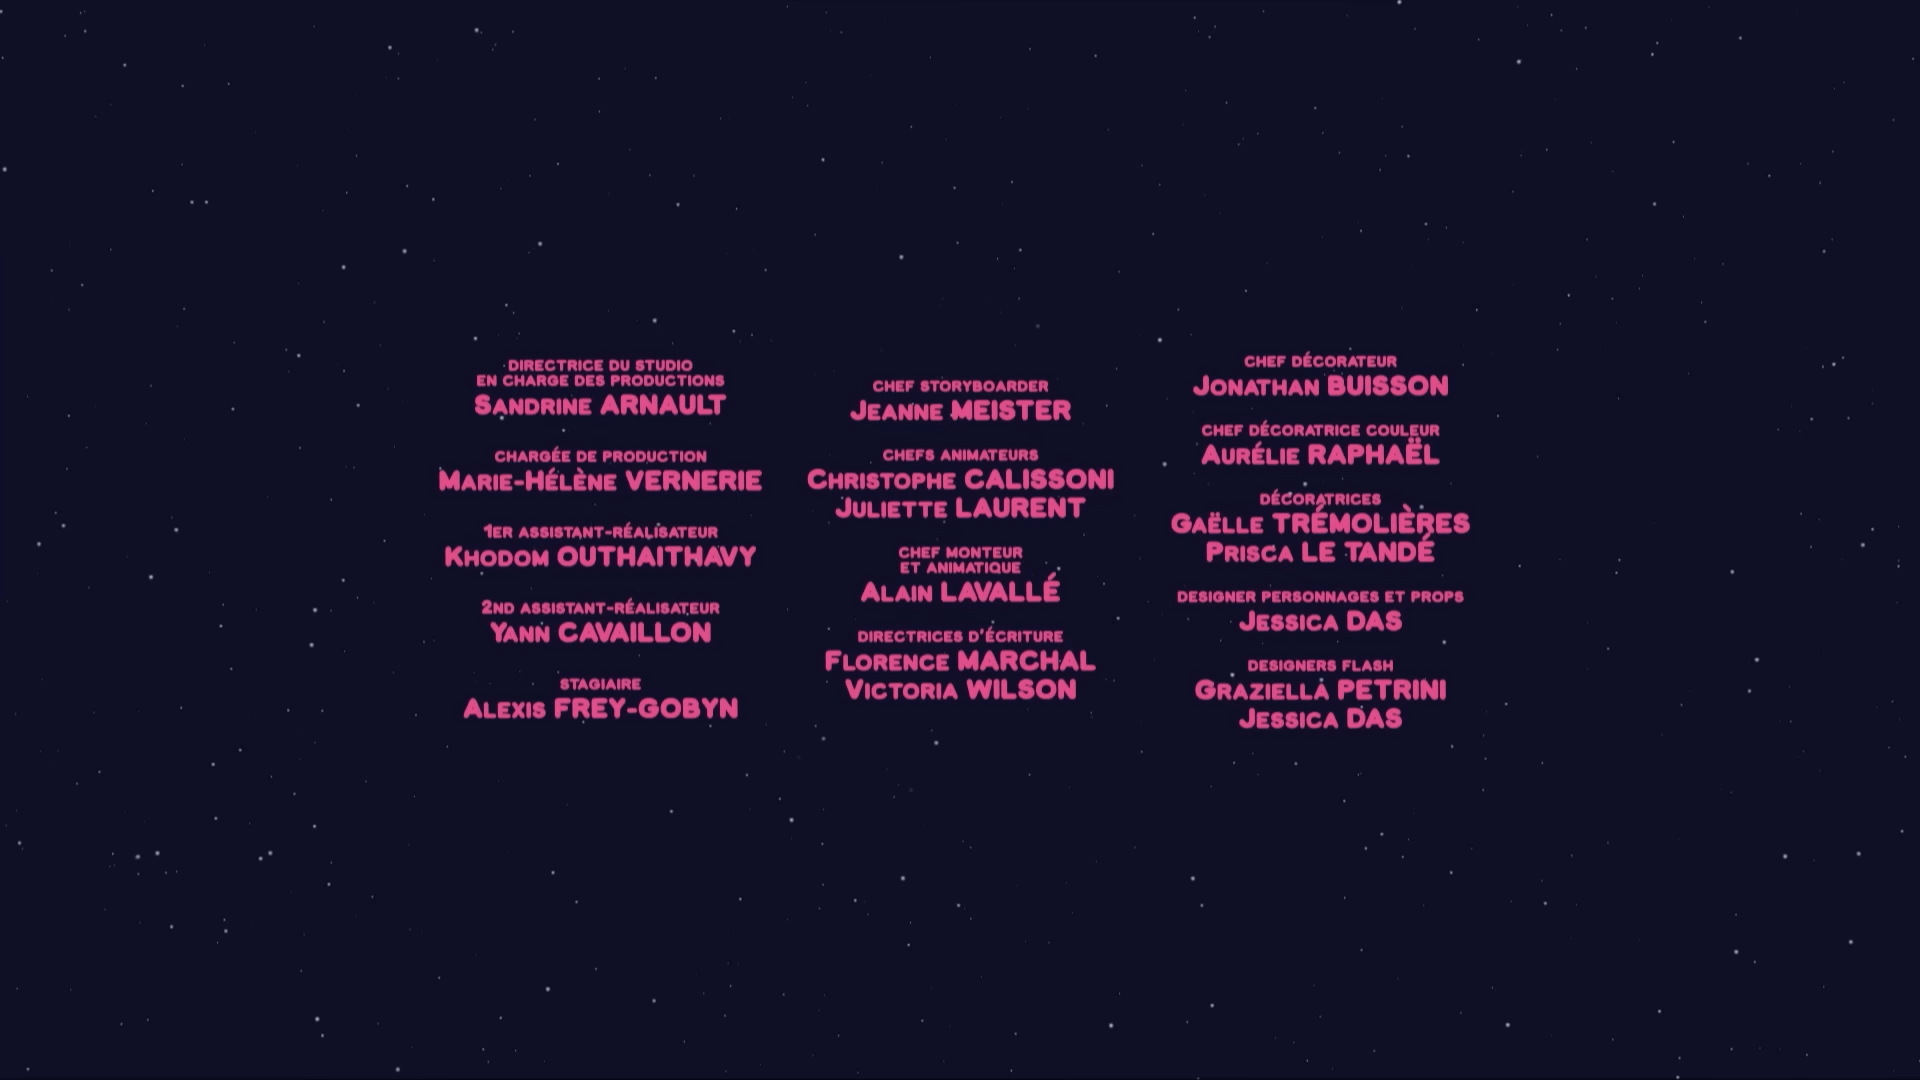 DIRECTRICE DU STUDIO
EN CHARGE DES PRODUCTIONS
SANDRINE ARNAULT
CHARGÉE DE PRODUCTION
MARIE-HÉLÈNE VERNERIE
1ER ASSISTANT-RÉALISATEUR
KHODOM OUTHAITHAVY
2ND ASSISTANT-RÉALISATEUR
YANN CAVAILLON
STAGIAIRE
ALEXIS FREY-GOBYN
CHEF STORYBOARDER
JEANNE MEISTER
CHEFS ANIMATEURS
CHRISTOPHE CALISSONI
JULIETTE LAURENT
CHEF MONTEUR
ET ANIMATIQUE
ALAIN LAVALLÉ
DIRECTRICES D'ÉCRITURE
FLORENCE MARCHAL
VICTORIA WILSON
CHEF DÉCORATEUR
JONATHAN BUISSON
CHEF DÉCORATRICE COULEUR
AURÉLIE RAPHAËL
DÉCORATRICES
GAËLLE TRÉMOLIÈRES
PRISCA LE TANDÉ
DESIGNER PERSONNAGES ET PROPS
JESSICA DAS
DESIGNERS FLASH
GRAZIELLA PETRINI
JESSICA DAS